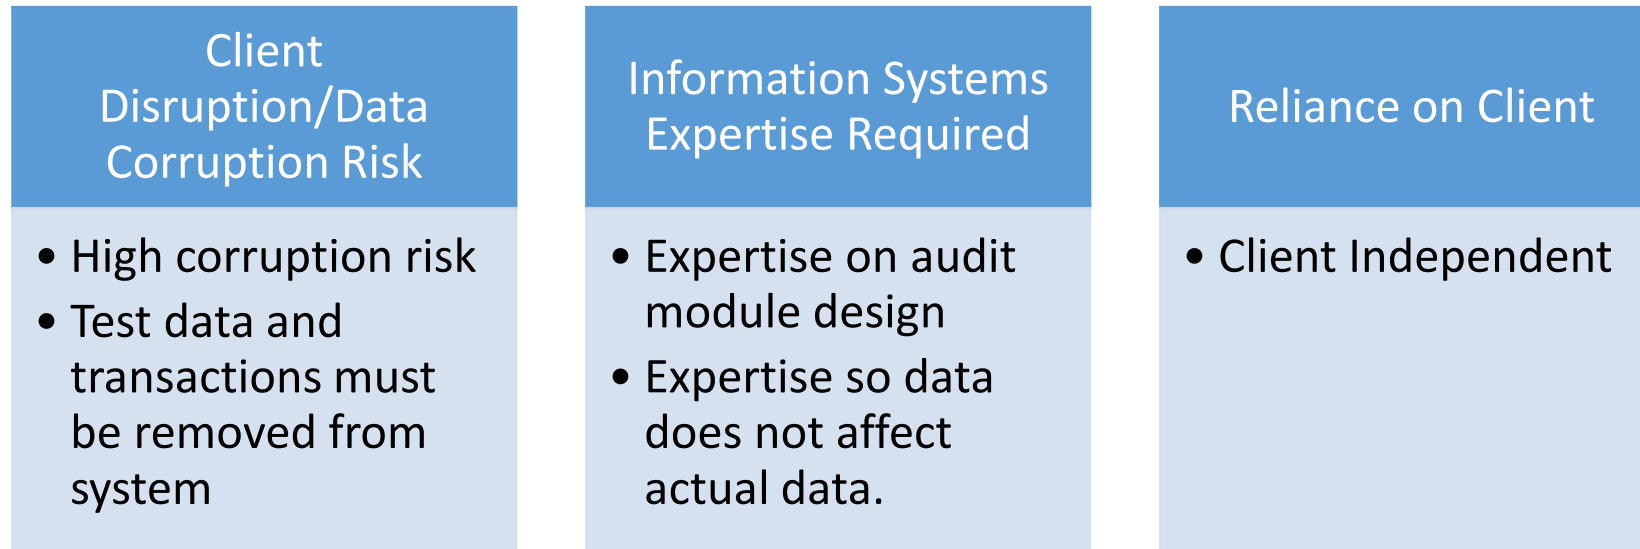 Client
Disruption/Data
Corruption Risk
• High corruption risk
• Test data and
transactions must
be removed from
system
Information Systems
Expertise Required
• Expertise on audit
module design
• Expertise so data
does not affect
actual data.
Reliance on Client
• Client Independent